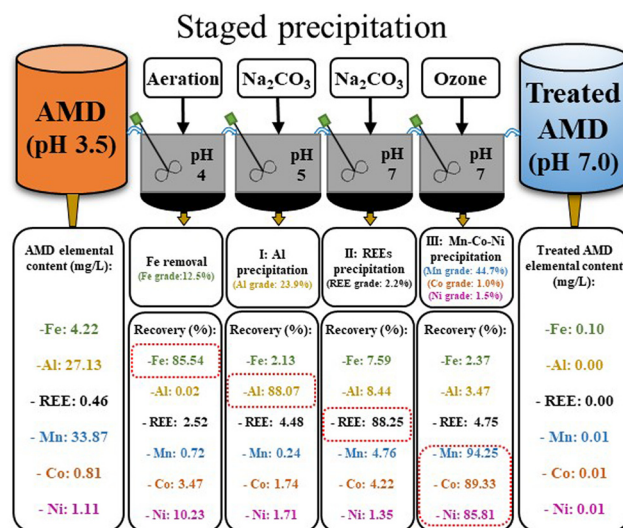 Staged precipitation
AMD
(pH 3.5)
Aeration
Na₂CO₃
Na₂CO₃
Ozone
Treated
AMD
(pH 7.0)
pH
4
pH
5
pH
7
pH
7
AMD elemental
content (mg/L):
-Fe: 4.22
-Al: 27.13
- REE: 0.46
- Mn: 33.87
- Co: 0.81
- Ni: 1.11
Fe removal
(Fe grade:12.5%)
Recovery (%):
-Fe: 85.54
-Al: 0.02
- REE: 2.52
- Mn: 0.72
- Co: 3.47
- Ni: 10.23
I: Al
precipitation
(Al grade: 23.9%)
Recovery (%):
-Fe: 2.13
-Al: 88.07
- REE: 4.48
- Mn: 0.24
- Co: 1.74
- Ni: 1.71
II: REEs
precipitation
(REE grade: 2.2%)
Recovery (%):
-Fe: 7.59
-Al: 8.44
- REE: 88.25
- Mn: 4.76
- Co: 4.22
- Ni: 1.35
III: Mn-Co-Ni
precipitation
(Mn grade: 44.7%)
(Co grade: 1.0%)
(Ni grade: 1.5%)
Recovery (%):
-Fe: 2.37
-Al: 3.47
- REE: 4.75
- Mn: 94.25
- Co: 89.33
- Ni: 85.81
Treated AMD
elemental content
(mg/L):
-Fe: 0.10
-Al: 0.00
- REE: 0.00
- Mn: 0.01
- Co: 0.01
- Ni: 0.01